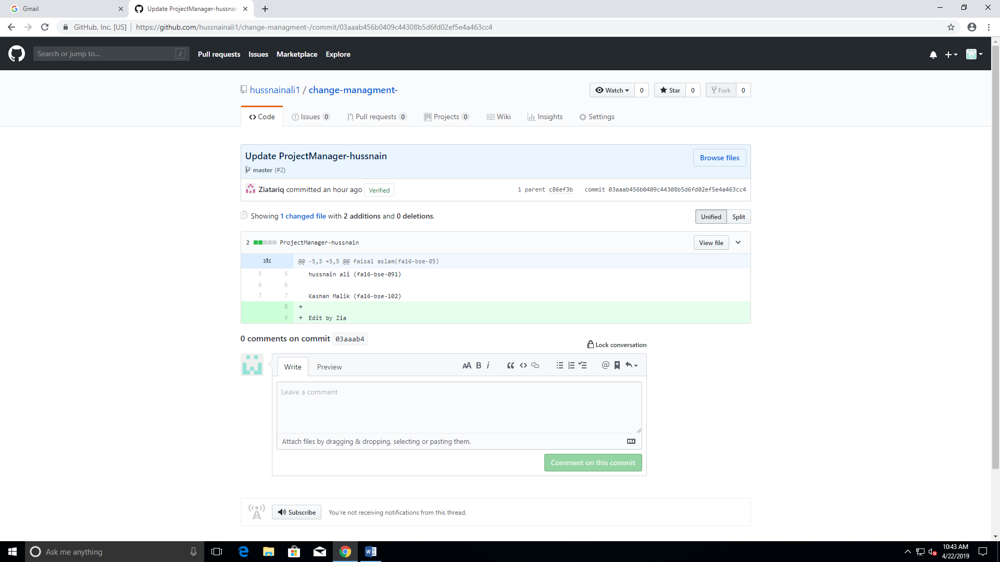 Gmail
Update ProjectManager-hussnain
GitHub, Inc. [US] https://github.com/hussnainali1/change-managment-/commit/03aaab456b0409c44308b5d6fd02ef5e4a463cc4
Search or jump to... / Pull requests Issues Marketplace Explore
hussnainali1 / change-managment-
Watch 0 Star 0 Fork 0
Code Issues 0 Pull requests 0 Projects 0 Wiki Insights Settings
Update ProjectManager-hussnain
Browse files
master (#2)
Ziatariq committed an hour ago Verified 1 parent c86ef3b commit 03aaab456b0409c44308b5d6fd02ef5e4a463cc4
Showing 1 changed file with 2 additions and 0 deletions. Unified Split
2 ProjectManager-hussnain View file
@@ -5,3 +5,5 @@ faisal aslam(fa16-bse-85)
5 5 hussnain ali (fa16-bse-091)
6 6
7 7 Kashan Malik (fa16-bse-102)
8 +
9 + Edit by Zia
0 comments on commit 03aaab4
Lock conversation
Write Preview AA B i
Leave a comment
Attach files by dragging & dropping, selecting or pasting them.
Comment on this commit
Subscribe You're not receiving notifications from this thread.
Ask me anything
10:43 AM
4/22/2019